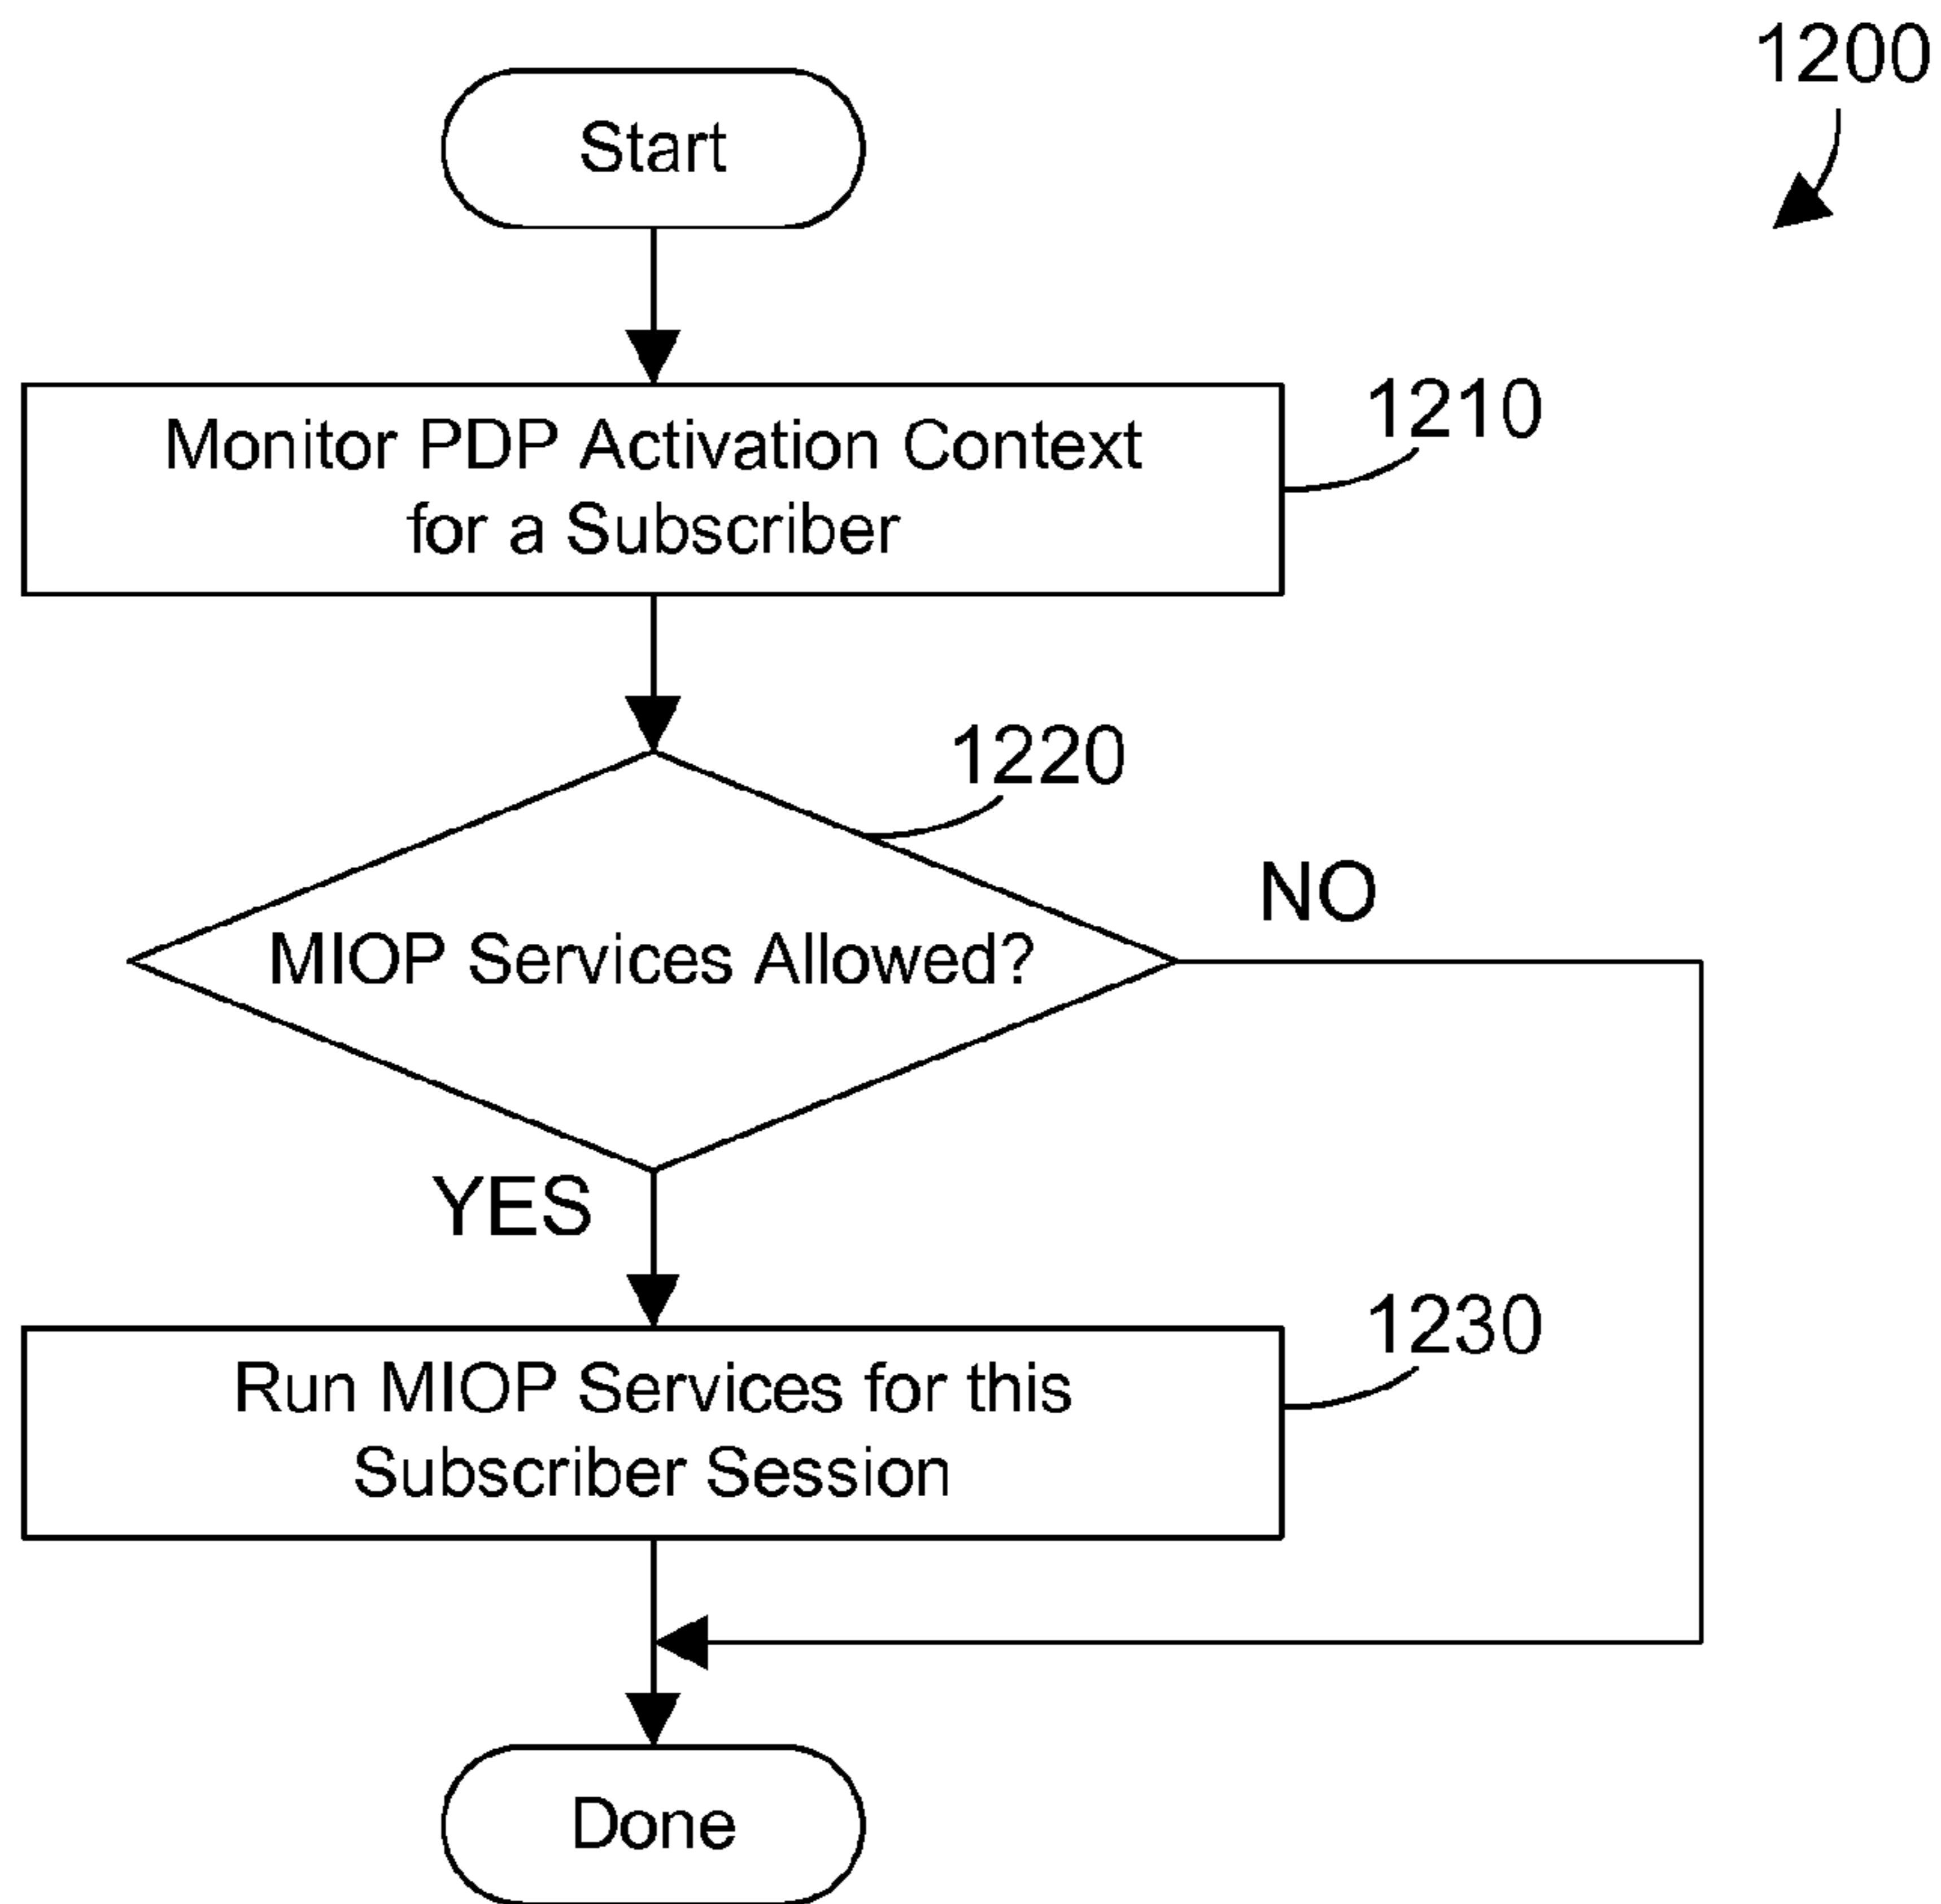 1200
Start
Monitor PDP Activation Context
for a Subscriber
1210
1220
NO
MIOP Services Allowed?
YES
1230
Run MIOP Services for this
Subscriber Session
Done